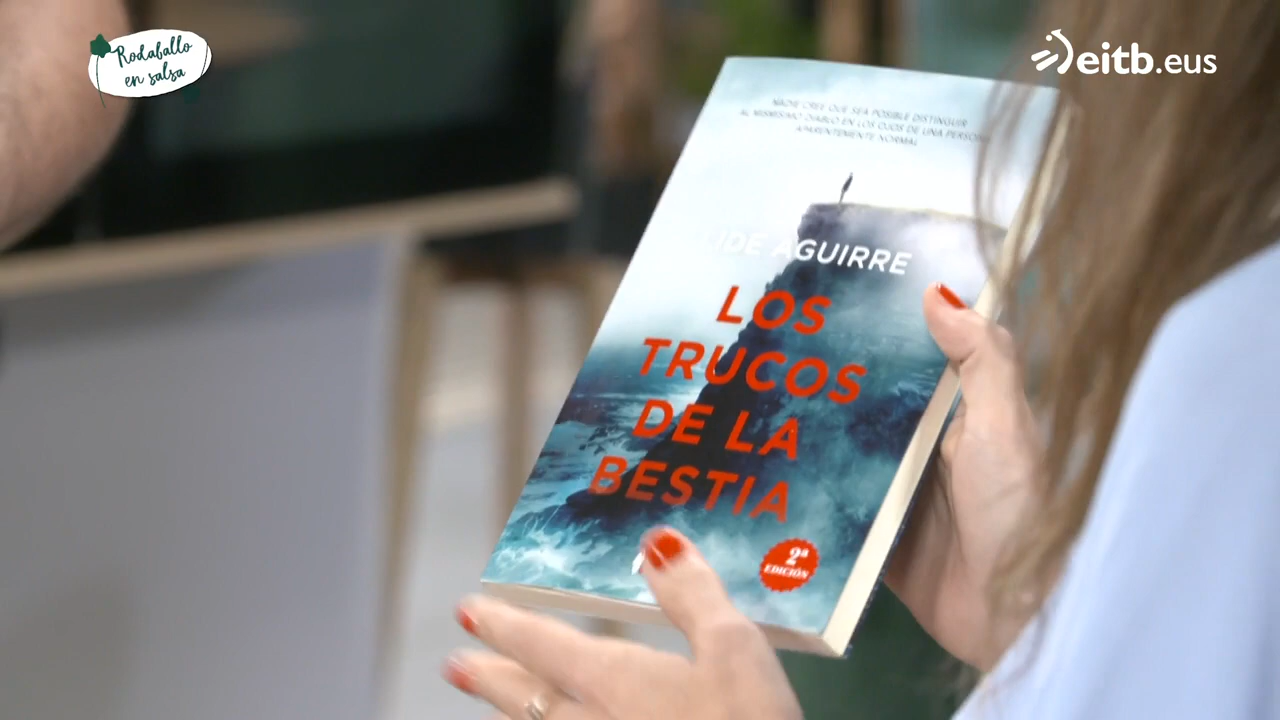 Rodaballo
en salsa
eitb.eus
NADIE CREE QUE SEA POSIBLE DISTINGUIR
AL MISMÍSIMO DIABLO EN LOS OJOS DE UNA PERSONA
APARENTEMENTE NORMAL
AGUIRRE
LOS
TRUCOS
DE LA
BESTIA
2ª
EDICIÓN